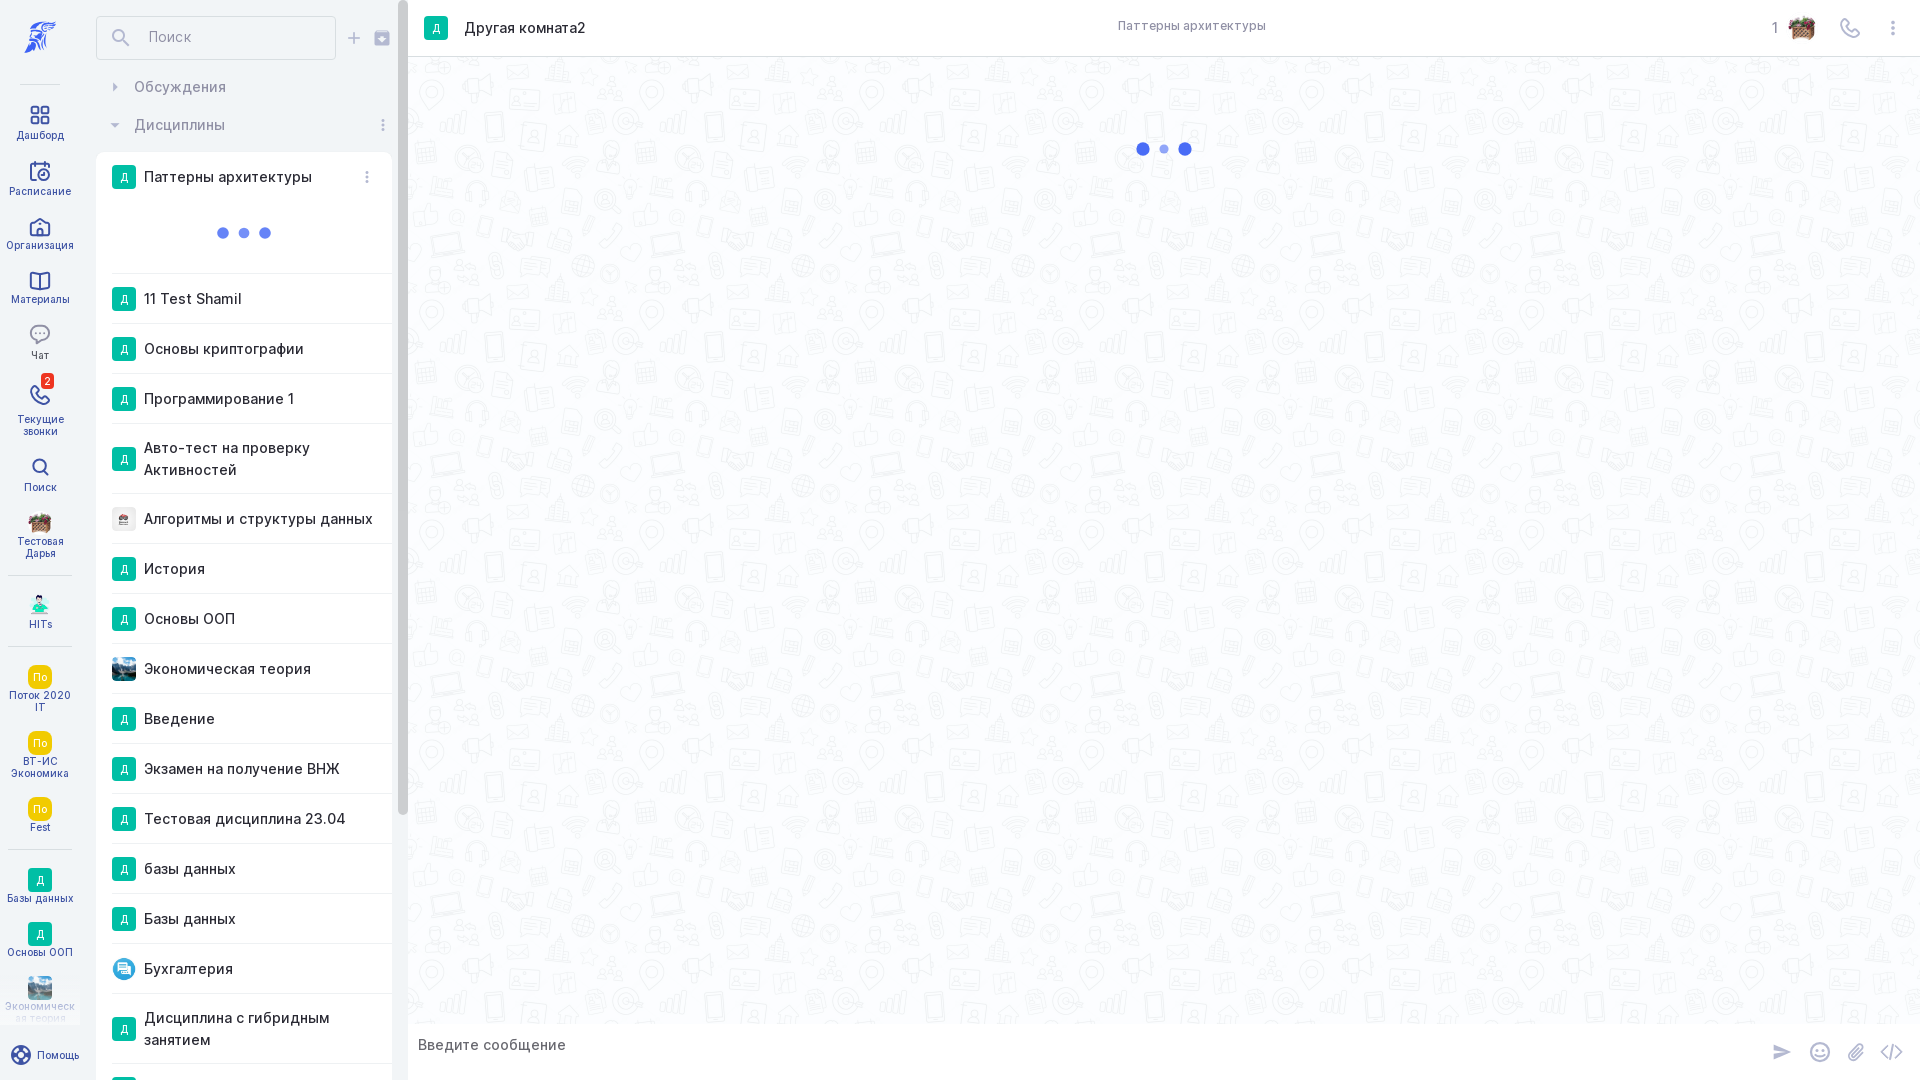 Дашборд
Расписание
Организация
Материалы
Чат
2
Текущие
звонки
Поиск
Тестовая
Дарья
HITs
По
Поток 2020
IT
По
ВТ-ИС
Экономика
По
Fest
Д
Базы данных
Д
Основы ООП
Экономическ
ая теория
Помощь
Поиск
Обсуждения
Дисциплины
Д Паттерны архитектуры
Д 11 Test Shamil
Д Основы криптографии
Д Программирование 1
Д Авто-тест на проверку
Активностей
Алгоритмы и структуры данных
Д История
Д Основы ООП
Экономическая теория
Д Введение
Д Экзамен на получение ВНЖ
Д Тестовая дисциплина 23.04
Д базы данных
Д Базы данных
Бухгалтерия
Д Дисциплина с гибридным
занятием
Д Другая комната2
Паттерны архитектуры
1
Введите сообщение